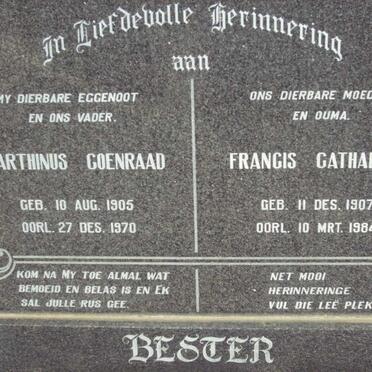 In Liefdevolle Herinnering
aan
MY DIERBARE EGGENOOT
EN ONS VADER.
ARTHINUS COENRAAD
GEB. 10 AUG. 1905
OORL. 27 DES. 1970
KOM NA MY TOE ALMAL WAT
BEMOEID EN BELAS IS EN EK
SAL JULLE RUS GEE.
ONS DIERBARE MOED
EN OUMA.
FRANCIS CATHA
GEB. 11 DES. 1907
OORL. 10 MRT. 1984
NET MOOI
HERINNERINGE
VUL DIE LEË PLEK
BESTER